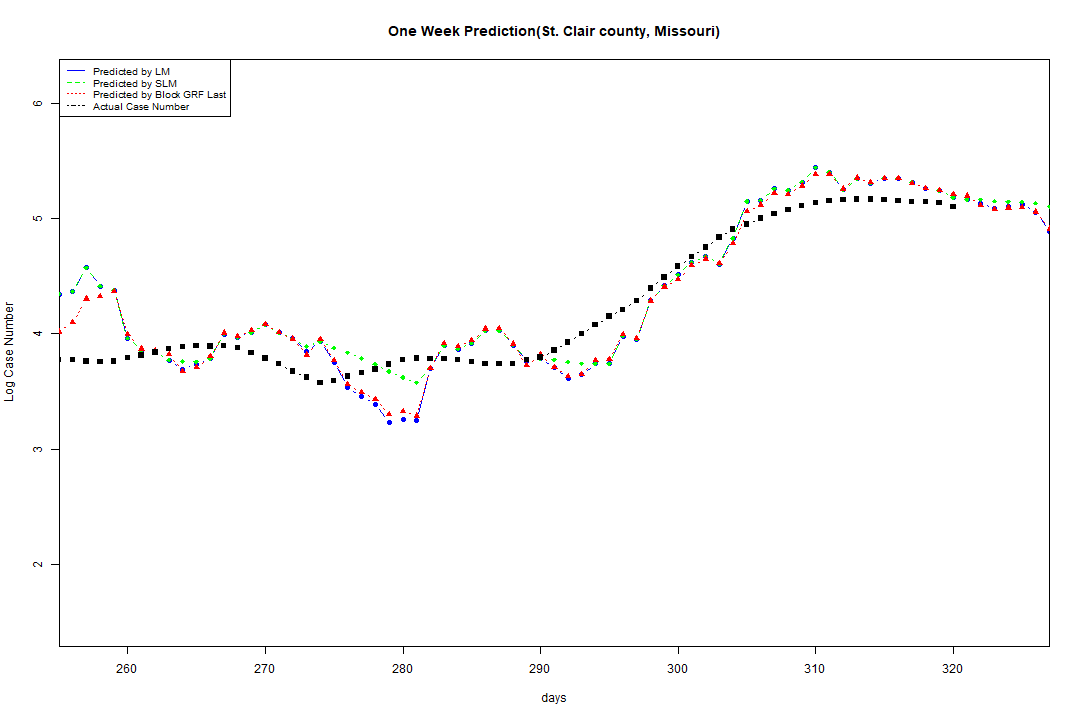 One Week Prediction(St. Clair county, Missouri)
Predicted by LM
Predicted by SLM
Predicted by Block GRF Last
Actual Case Number
6
5
4
3
2
Log Case Number
260 270 280 290 300 310 320
days